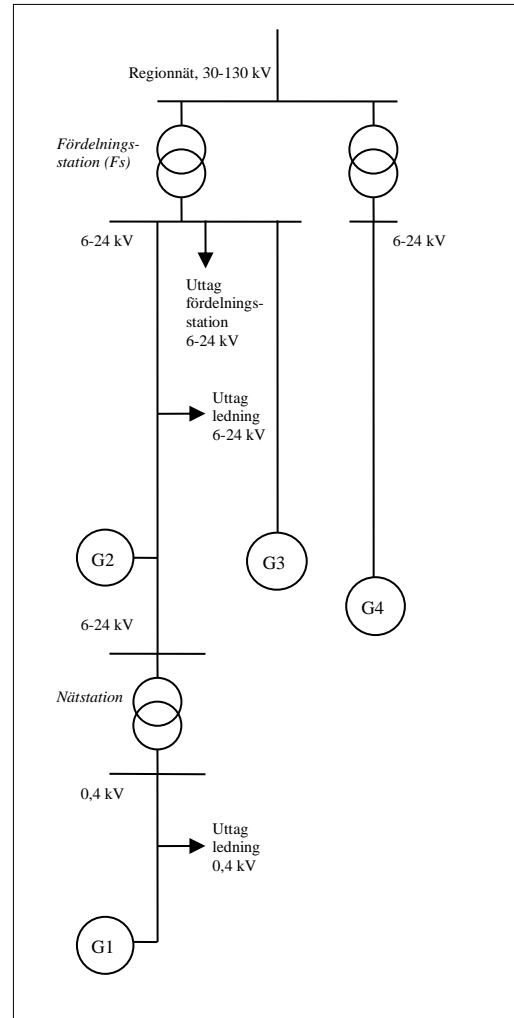 Regionnät, 30-130 kV
Fördelnings-
station (Fs)
6-24 kV
6-24 kV
Uttag
fördelnings-
station
6-24 kV
Uttag
ledning
6-24 kV
G2
G3
G4
6-24 kV
Nätstation
0,4 kV
Uttag
ledning
0,4 kV
G1